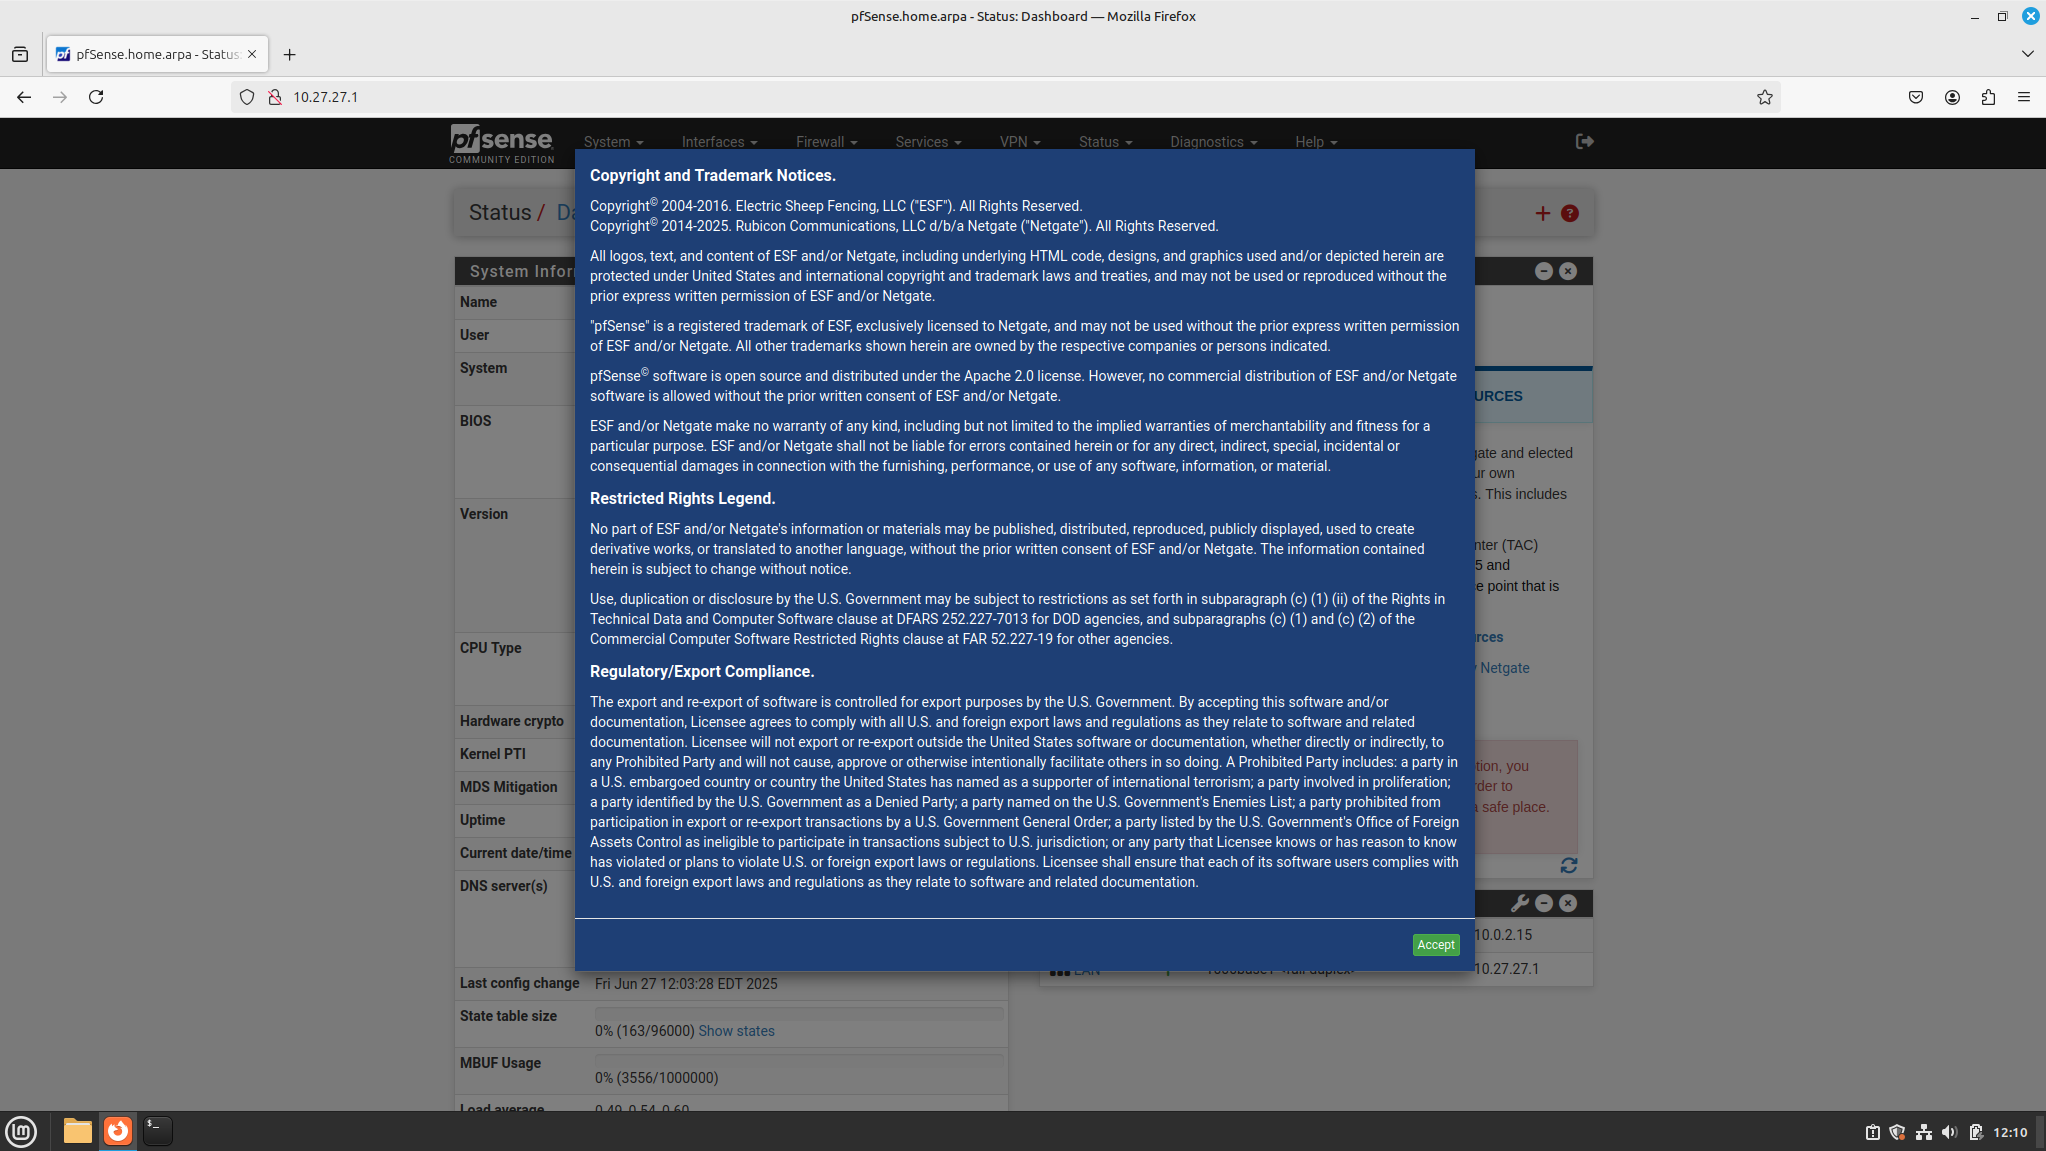 pfSense.home.arpa - Status: Dashboard — Mozilla Firefox
pfSense.home.arpa - Status:
10.27.27.1
pfsense
COMMUNITY EDITION
System Interfaces Firewall Services VPN Status Diagnostics Help
Status /
+ ?
Copyright and Trademark Notices.
Copyright© 2004-2016. Electric Sheep Fencing, LLC ("ESF"). All Rights Reserved.
Copyright© 2014-2025. Rubicon Communications, LLC d/b/a Netgate ("Netgate"). All Rights Reserved.
All logos, text, and content of ESF and/or Netgate, including underlying HTML code, designs, and graphics used and/or depicted herein are
protected under United States and international copyright and trademark laws and treaties, and may not be used or reproduced without the
prior express written permission of ESF and/or Netgate.
"pfSense" is a registered trademark of ESF, exclusively licensed to Netgate, and may not be used without the prior express written permission
of ESF and/or Netgate. All other trademarks shown herein are owned by the respective companies or persons indicated.
pfSense© software is open source and distributed under the Apache 2.0 license. However, no commercial distribution of ESF and/or Netgate
software is allowed without the prior written consent of ESF and/or Netgate.
ESF and/or Netgate make no warranty of any kind, including but not limited to the implied warranties of merchantability and fitness for a
particular purpose. ESF and/or Netgate shall not be liable for errors contained herein or for any direct, indirect, special, incidental or
consequential damages in connection with the furnishing, performance, or use of any software, information, or material.
Restricted Rights Legend.
No part of ESF and/or Netgate's information or materials may be published, distributed, reproduced, publicly displayed, used to create
derivative works, or translated to another language, without the prior written consent of ESF and/or Netgate. The information contained
herein is subject to change without notice.
Use, duplication or disclosure by the U.S. Government may be subject to restrictions as set forth in subparagraph (c) (1) (ii) of the Rights in
Technical Data and Computer Software clause at DFARS 252.227-7013 for DOD agencies, and subparagraphs (c) (1) and (c) (2) of the
Commercial Computer Software Restricted Rights clause at FAR 52.227-19 for other agencies.
Regulatory/Export Compliance.
The export and re-export of software is controlled for export purposes by the U.S. Government. By accepting this software and/or
documentation, Licensee agrees to comply with all U.S. and foreign export laws and regulations as they relate to software and related
documentation. Licensee will not export or re-export outside the United States software or documentation, whether directly or indirectly, to
any Prohibited Party and will not cause, approve or otherwise intentionally facilitate others in so doing. A Prohibited Party includes: a party in
a U.S. embargoed country or country the United States has named as a supporter of international terrorism; a party involved in proliferation;
a party identified by the U.S. Government as a Denied Party; a party named on the U.S. Government's Enemies List; a party prohibited from
participation in export or re-export transactions by a U.S. Government General Order; a party listed by the U.S. Government's Office of Foreign
Assets Control as ineligible to participate in transactions subject to U.S. jurisdiction; or any party that Licensee knows or has reason to know
has violated or plans to violate U.S. or foreign export laws or regulations. Licensee shall ensure that each of its software users complies with
U.S. and foreign export laws and regulations as they relate to software and related documentation.
Accept
System Infor
Name
User
System
BIOS
Version
CPU Type
Hardware crypto
Kernel PTI
MDS Mitigation
Uptime
Current date/time
DNS server(s)
Last config change Fri Jun 27 12:03:28 EDT 2025
State table size
0% (163/96000) Show states
MBUF Usage
0% (3556/1000000)
Load average 0.49, 0.54, 0.60
URCES
gate and elected
ur own
s. This includes
nter (TAC)
5 and
e point that is
rces
y Netgate
tion, you
rder to
a safe place.
10.0.2.15
10.27.27.1
12:10